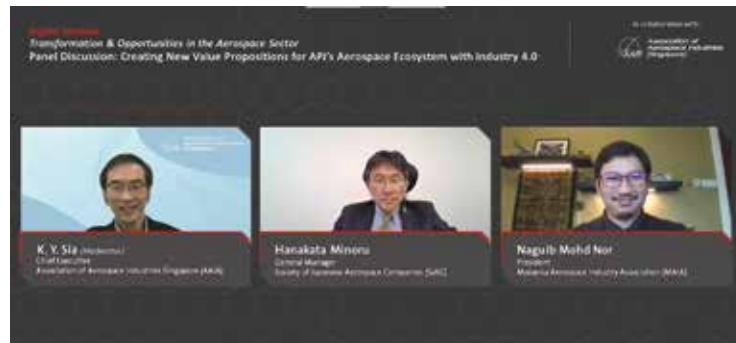 Transformation & Opportunities in the Aerospace Sector
Panel Discussion: Creating New Value Propositions for API's Aerospace Ecosystem with Industry 4.0
Association of
Aerospace Industries
(Singapore)
K. Y. Sia (Moderator)
Chief Executive
Association of Aerospace Industries Singapore (AAIS)
Hanakata Minoru
General Manager
Society of Japanese Aerospace Companies (SJAC)
Naguib Mohd Nor
President
Malaysia Aerospace Industry Association (MAIA)